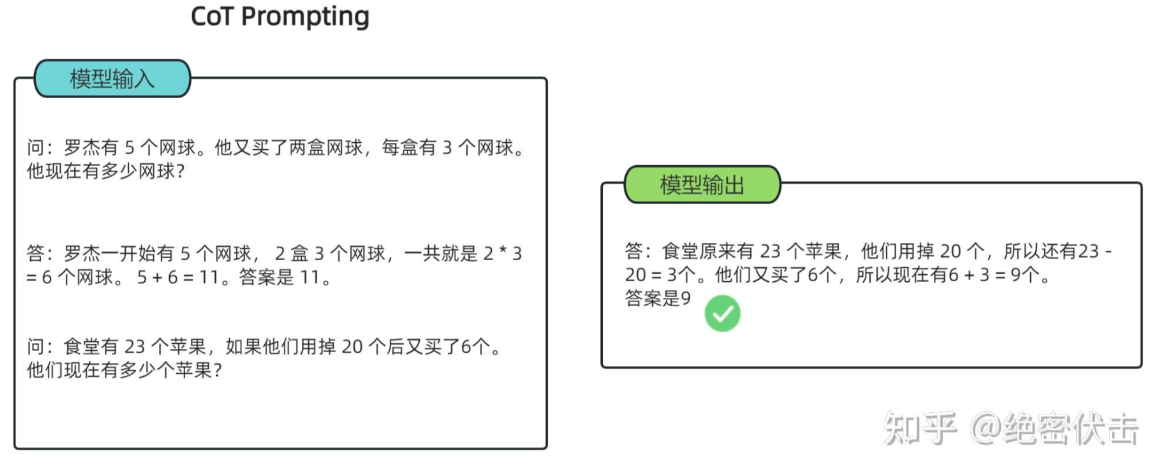 CoT Prompting
模型输入
问：罗杰有 5 个网球。他又买了两盒网球，每盒有 3 个网球。
他现在有多少网球？
答：罗杰一开始有 5 个网球， 2 盒 3 个网球，一共就是 2 * 3
= 6 个网球。 5 + 6 = 11。答案是 11。
问：食堂有 23 个苹果，如果他们用掉 20 个后又买了6个。
他们现在有多少个苹果？
模型输出
答：食堂原来有 23 个苹果，他们用掉 20 个，所以还有23 -
20 = 3个。他们又买了6个，所以现在有6 + 3 = 9个。
答案是9
知乎 @绝密伏击